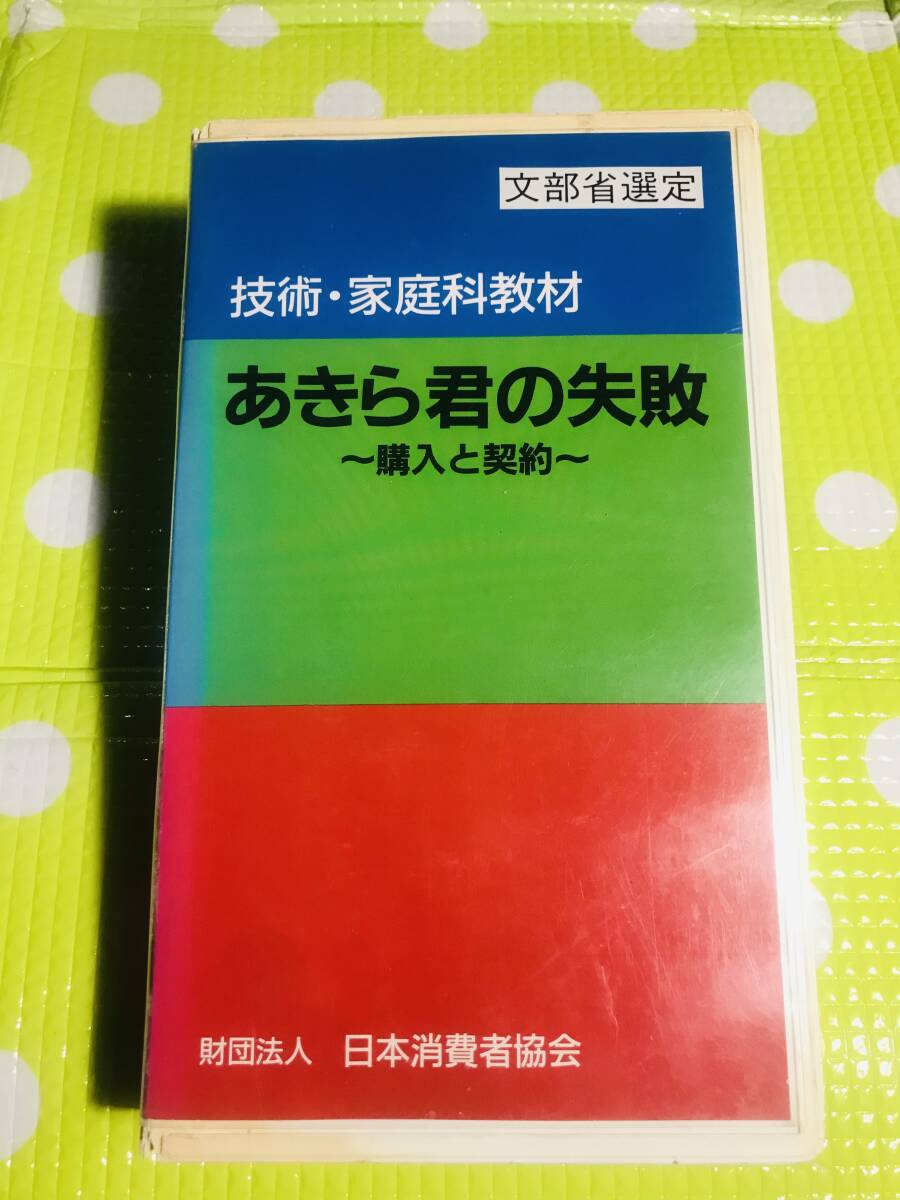 文部省選定
技術・家庭科教材
あきら君の失敗
〜購入と契約〜
財団法人 日本消費者協会